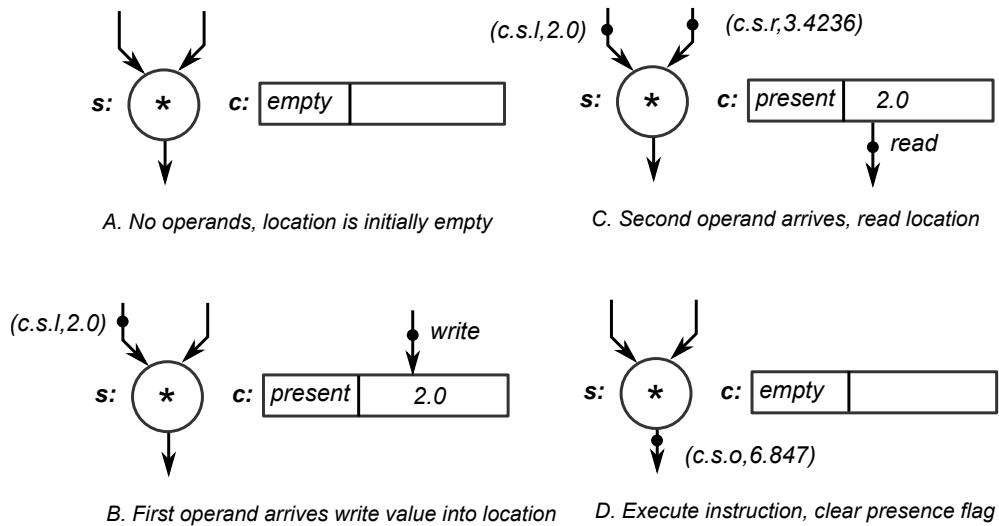 s: * c: empty
A. No operands, location is initially empty
(c.s.l,2.0)
write
s: * c: present 2.0
B. First operand arrives write value into location
(c.s.l,2.0) (c.s.r,3.4236)
s: * c: present 2.0
read
C. Second operand arrives, read location
s: * c: empty
(c.s.o,6.847)
D. Execute instruction, clear presence flag